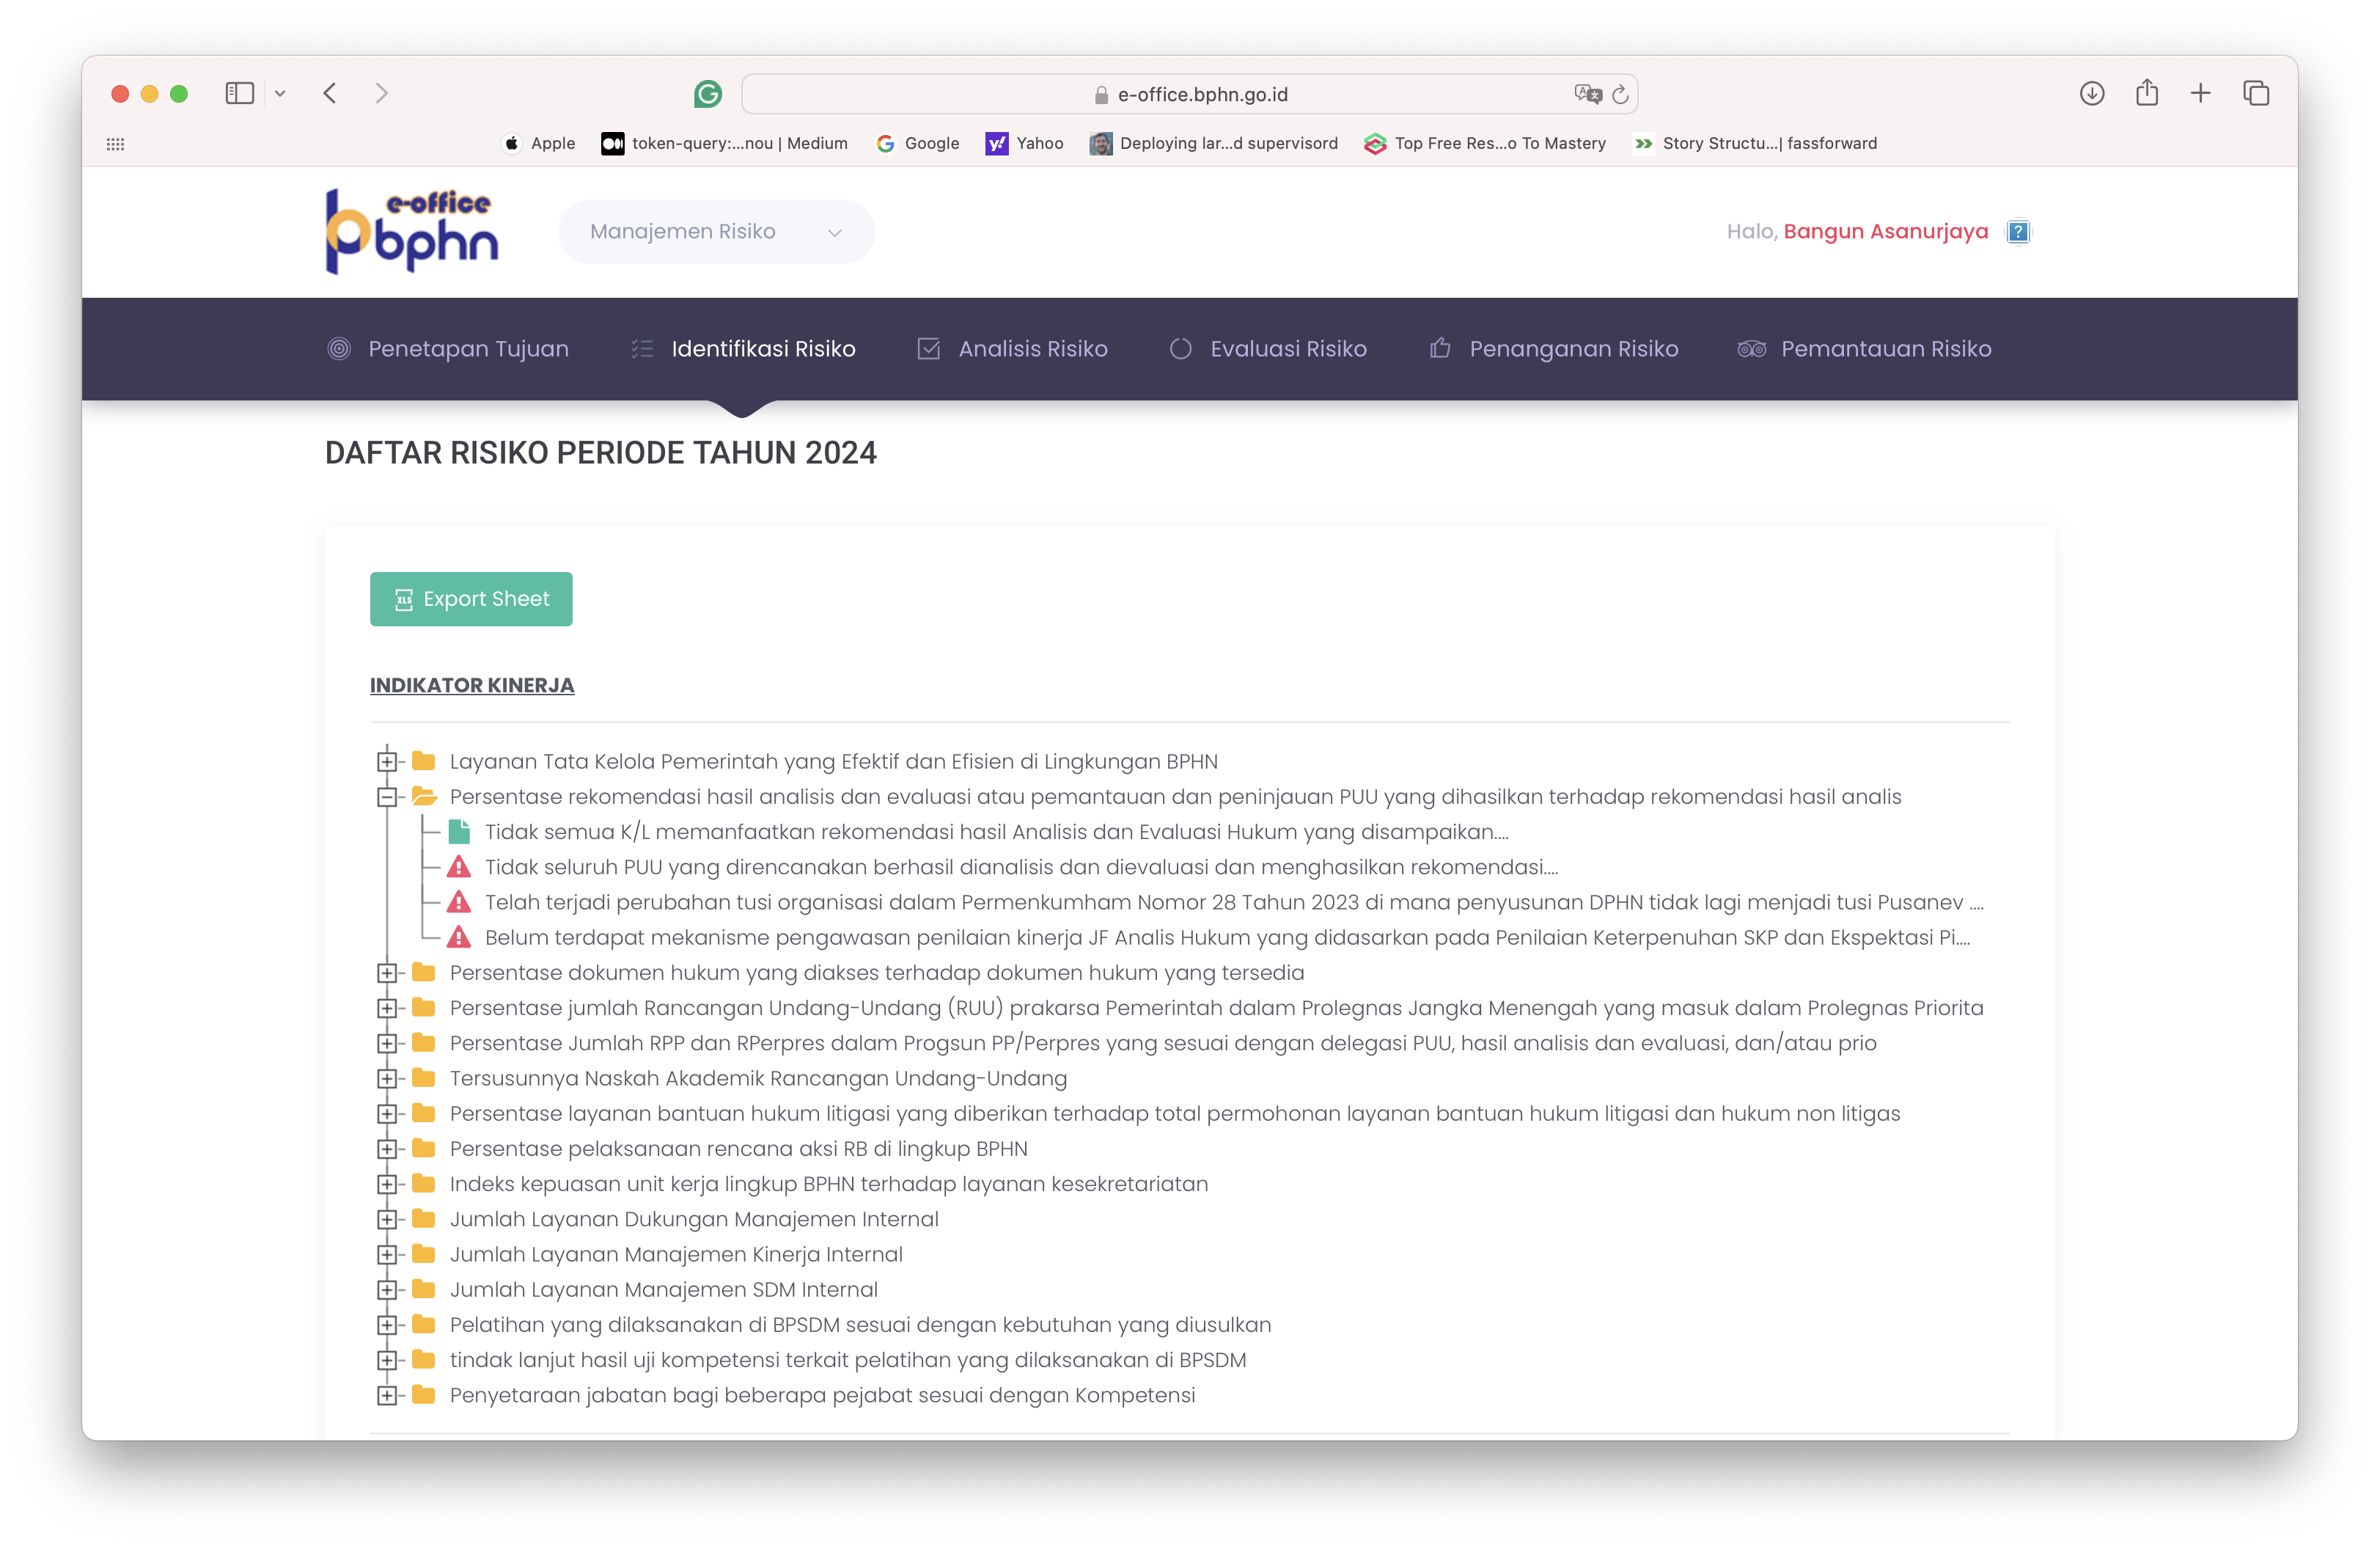 e-office.bphn.go.id
Apple
token-query:...nou | Medium
Google
Yahoo
Deploying lar...d supervisord
Top Free Res...o To Mastery
Story Structu...| fassforward
e-office
bphn
Manajemen Risiko
Halo, Bangun Asanurjaya
Penetapan Tujuan
Identifikasi Risiko
Analisis Risiko
Evaluasi Risiko
Penanganan Risiko
Pemantauan Risiko
DAFTAR RISIKO PERIODE TAHUN 2024
XLS Export Sheet
INDIKATOR KINERJA
Layanan Tata Kelola Pemerintah yang Efektif dan Efisien di Lingkungan BPHN
Persentase rekomendasi hasil analisis dan evaluasi atau pemantauan dan peninjauan PUU yang dihasilkan terhadap rekomendasi hasil analis
Tidak semua K/L memanfaatkan rekomendasi hasil Analisis dan Evaluasi Hukum yang disampaikan....
Tidak seluruh PUU yang direncanakan berhasil dianalisis dan dievaluasi dan menghasilkan rekomendasi....
Telah terjadi perubahan tusi organisasi dalam Permenkumham Nomor 28 Tahun 2023 di mana penyusunan DPHN tidak lagi menjadi tusi Pusanev ....
Belum terdapat mekanisme pengawasan penilaian kinerja JF Analis Hukum yang didasarkan pada Penilaian Keterpenuhan SKP dan Ekspektasi Pi....
Persentase dokumen hukum yang diakses terhadap dokumen hukum yang tersedia
Persentase jumlah Rancangan Undang-Undang (RUU) prakarsa Pemerintah dalam Prolegnas Jangka Menengah yang masuk dalam Prolegnas Priorita
Persentase Jumlah RPP dan RPerpres dalam Progsun PP/Perpres yang sesuai dengan delegasi PUU, hasil analisis dan evaluasi, dan/atau prio
Tersusunnya Naskah Akademik Rancangan Undang-Undang
Persentase layanan bantuan hukum litigasi yang diberikan terhadap total permohonan layanan bantuan hukum litigasi dan hukum non litigas
Persentase pelaksanaan rencana aksi RB di lingkup BPHN
Indeks kepuasan unit kerja lingkup BPHN terhadap layanan kesekretariatan
Jumlah Layanan Dukungan Manajemen Internal
Jumlah Layanan Manajemen Kinerja Internal
Jumlah Layanan Manajemen SDM Internal
Pelatihan yang dilaksanakan di BPSDM sesuai dengan kebutuhan yang diusulkan
tindak lanjut hasil uji kompetensi terkait pelatihan yang dilaksanakan di BPSDM
Penyetaraan jabatan bagi beberapa pejabat sesuai dengan Kompetensi